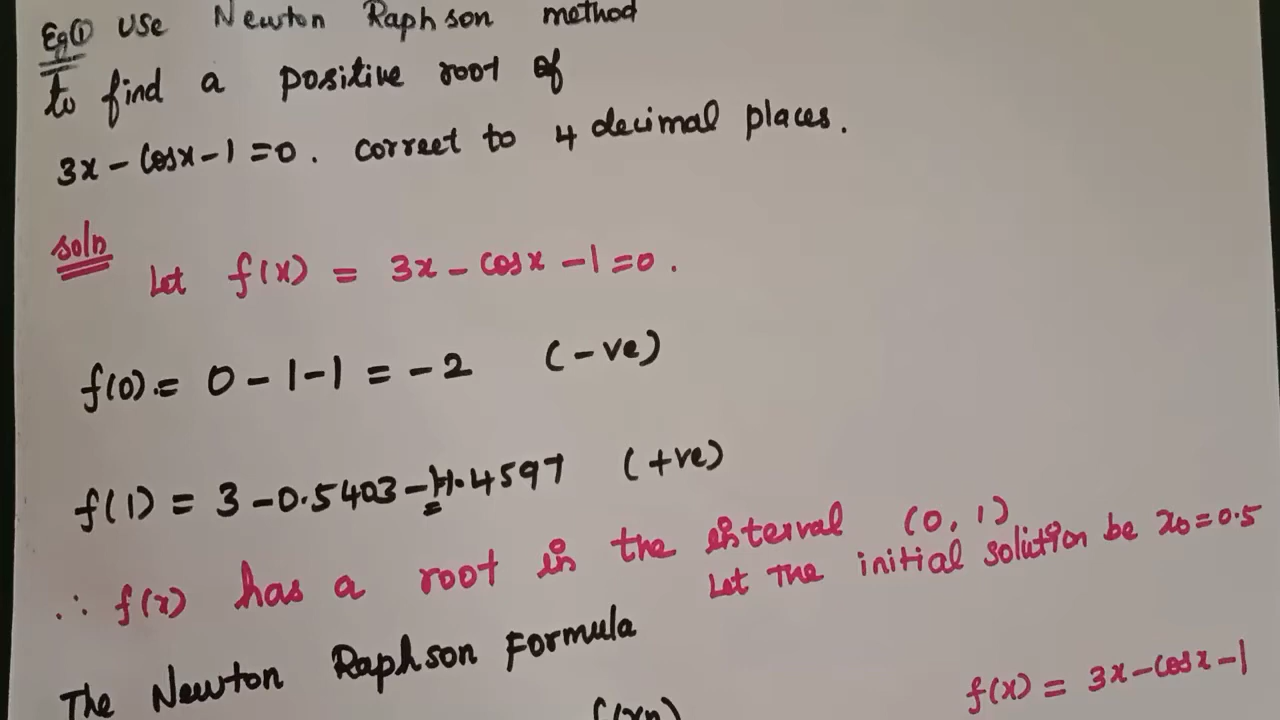 Eg① Use Newton Raphson method
to find a positive root of
3x - cosx - 1 = 0. correct to 4 decimal places.
Soln
Let f(x) = 3x - cosx - 1 = 0.
f(0) = 0 - 1 - 1 = -2 (-ve)
f(1) = 3 - 0.5403 - 1 = 1.4597 (+ve)
∴ f(x) has a root in the interval (0, 1)
Let the initial solution be x₀ = 0.5
The Newton Raphson Formula
f(xn)
f(x) = 3x - cosx - 1